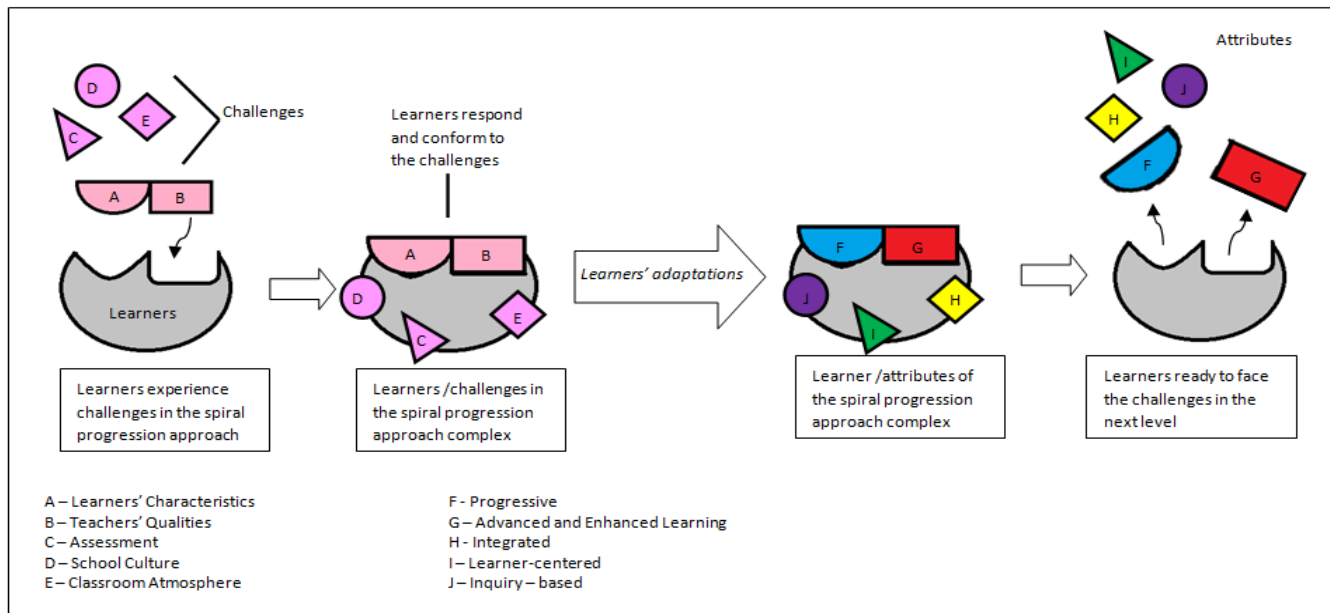 Attributes
I
D
J
E
Challenges
C
H
Learners respond
and conform to
the challenges
F
G
A B
A B
F G
Learners
D
E
C
Learners’ adaptations
J
H
I
Learners experience
challenges in the spiral
progression approach
Learners /challenges in
the spiral progression
approach complex
Learner /attributes of
the spiral progression
approach complex
Learners ready to face
the challenges in the
next level
A – Learners’ Characteristics
B – Teachers’ Qualities
C – Assessment
D – School Culture
E – Classroom Atmosphere
F - Progressive
G – Advanced and Enhanced Learning
H - Integrated
I – Learner-centered
J – Inquiry – based